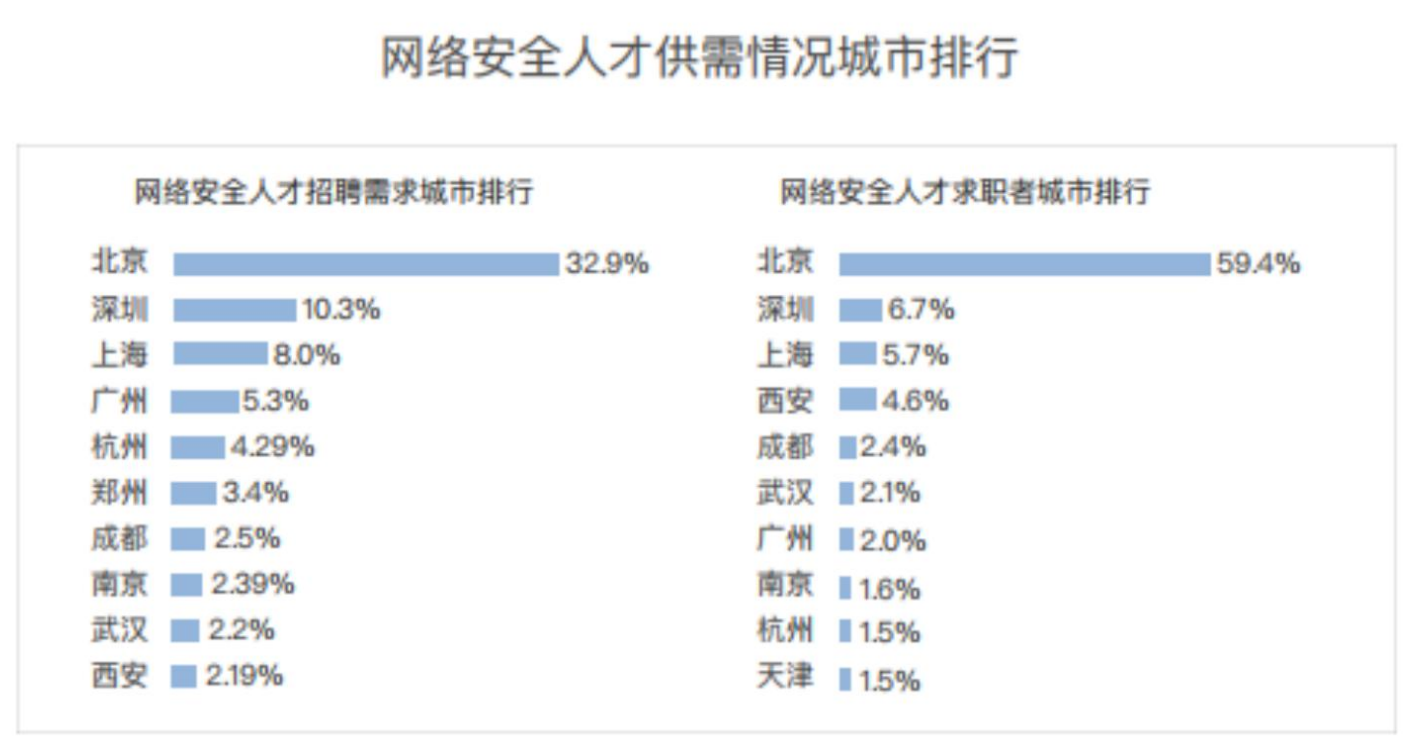 网络安全人才供需情况城市排行
网络安全人才招聘需求城市排行
北京 32.9%
深圳 10.3%
上海 8.0%
广州 5.3%
杭州 4.29%
郑州 3.4%
成都 2.5%
南京 2.39%
武汉 2.2%
西安 2.19%
网络安全人才求职者城市排行
北京 59.4%
深圳 6.7%
上海 5.7%
西安 4.6%
成都 2.4%
武汉 2.1%
广州 2.0%
南京 1.6%
杭州 1.5%
天津 1.5%